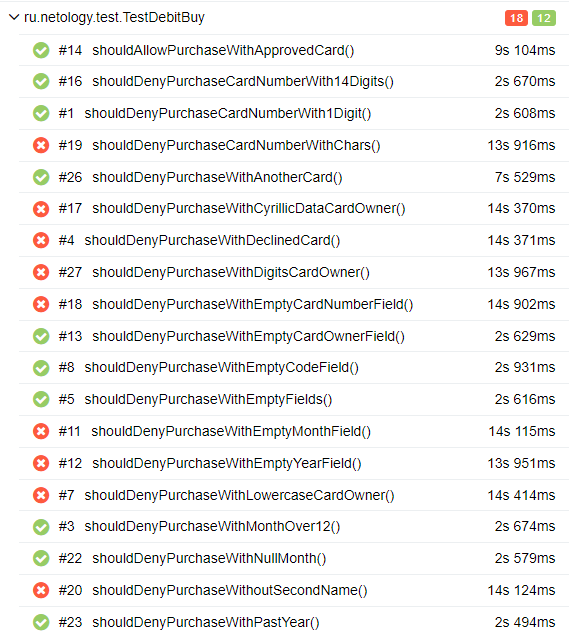 ru.netology.test.TestDebitBuy 18 12
#14 shouldAllowPurchaseWithApprovedCard() 9s 104ms
#16 shouldDenyPurchaseCardNumberWith14Digits() 2s 670ms
#1 shouldDenyPurchaseCardNumberWith1Digit() 2s 608ms
#19 shouldDenyPurchaseCardNumberWithChars() 13s 916ms
#26 shouldDenyPurchaseWithAnotherCard() 7s 529ms
#17 shouldDenyPurchaseWithCyrillicDataCardOwner() 14s 370ms
#4 shouldDenyPurchaseWithDeclinedCard() 14s 371ms
#27 shouldDenyPurchaseWithDigitsCardOwner() 13s 967ms
#18 shouldDenyPurchaseWithEmptyCardNumberField() 14s 902ms
#13 shouldDenyPurchaseWithEmptyCardOwnerField() 2s 629ms
#8 shouldDenyPurchaseWithEmptyCodeField() 2s 931ms
#5 shouldDenyPurchaseWithEmptyFields() 2s 616ms
#11 shouldDenyPurchaseWithEmptyMonthField() 14s 115ms
#12 shouldDenyPurchaseWithEmptyYearField() 13s 951ms
#7 shouldDenyPurchaseWithLowercaseCardOwner() 14s 414ms
#3 shouldDenyPurchaseWithMonthOver12() 2s 674ms
#22 shouldDenyPurchaseWithNullMonth() 2s 579ms
#20 shouldDenyPurchaseWithoutSecondName() 14s 124ms
#23 shouldDenyPurchaseWithPastYear() 2s 494ms